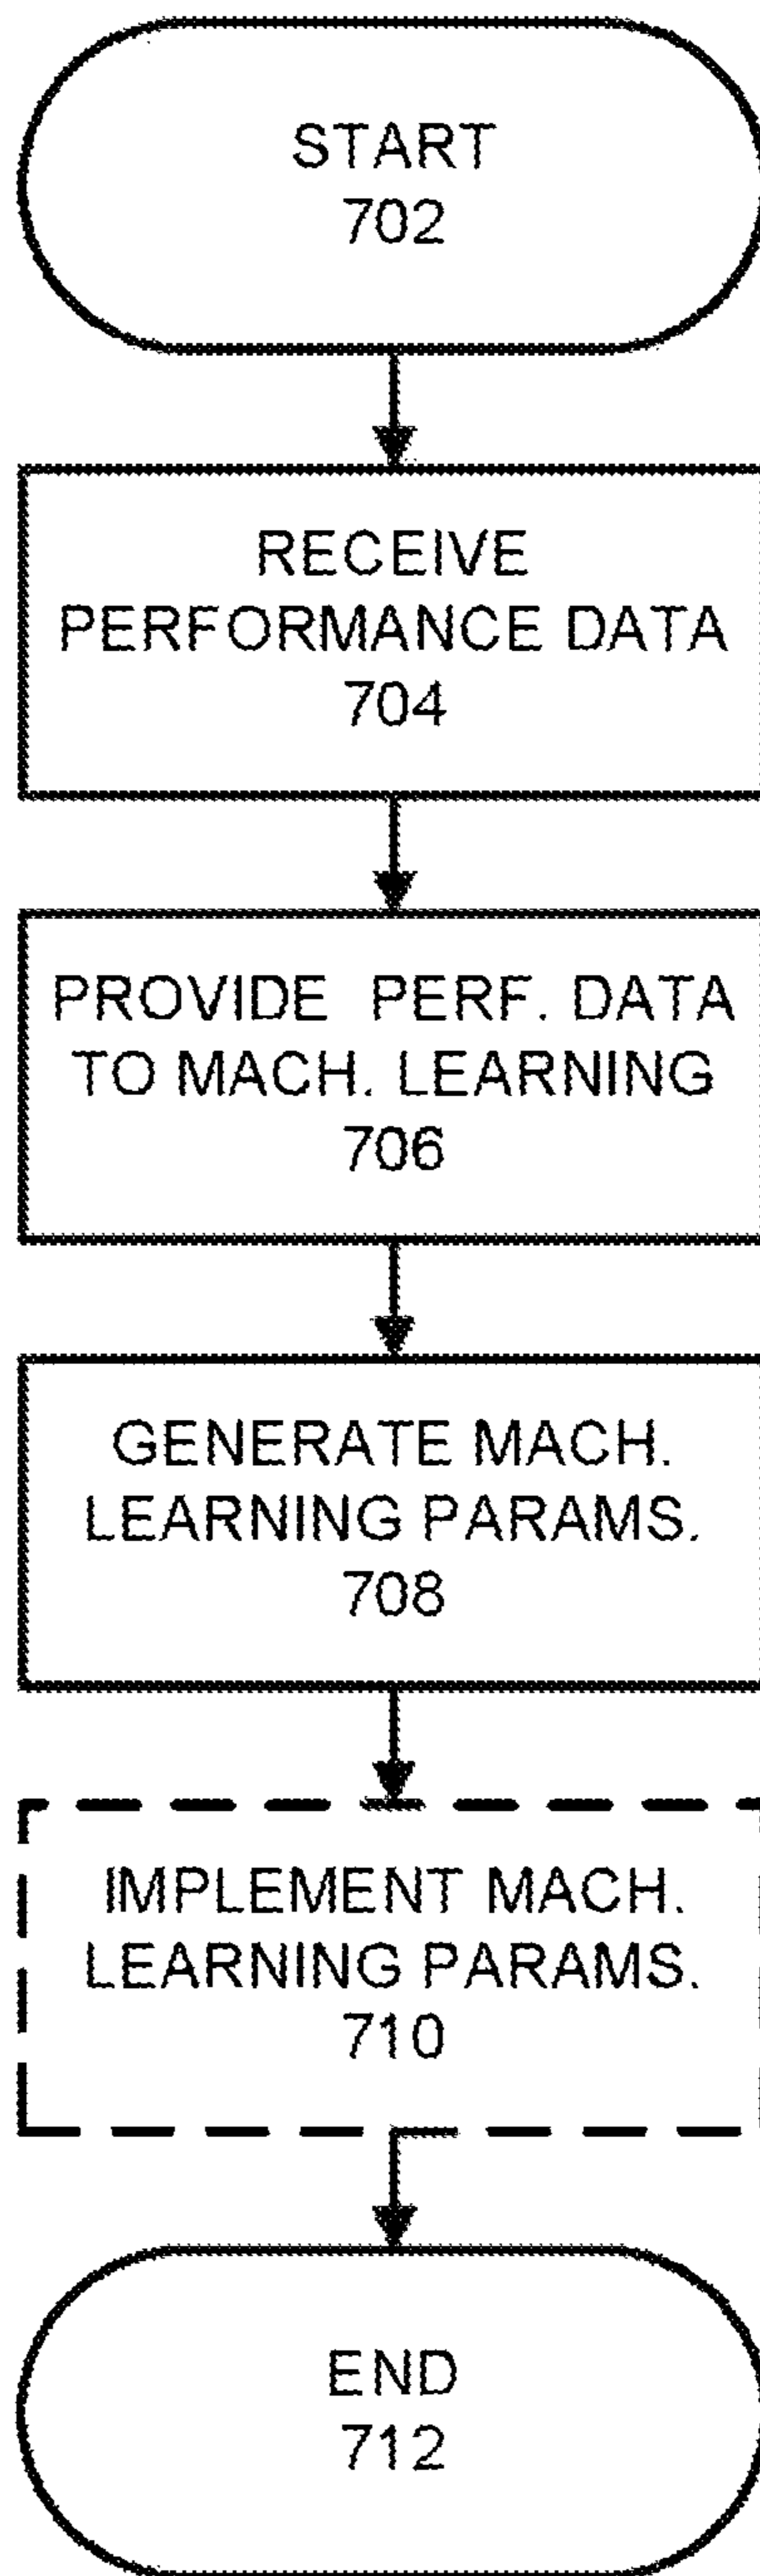 START
702
RECEIVE
PERFORMANCE DATA
704
PROVIDE PERF. DATA
TO MACH. LEARNING
706
GENERATE MACH.
LEARNING PARAMS.
708
IMPLEMENT MACH.
LEARNING PARAMS.
710
END
712